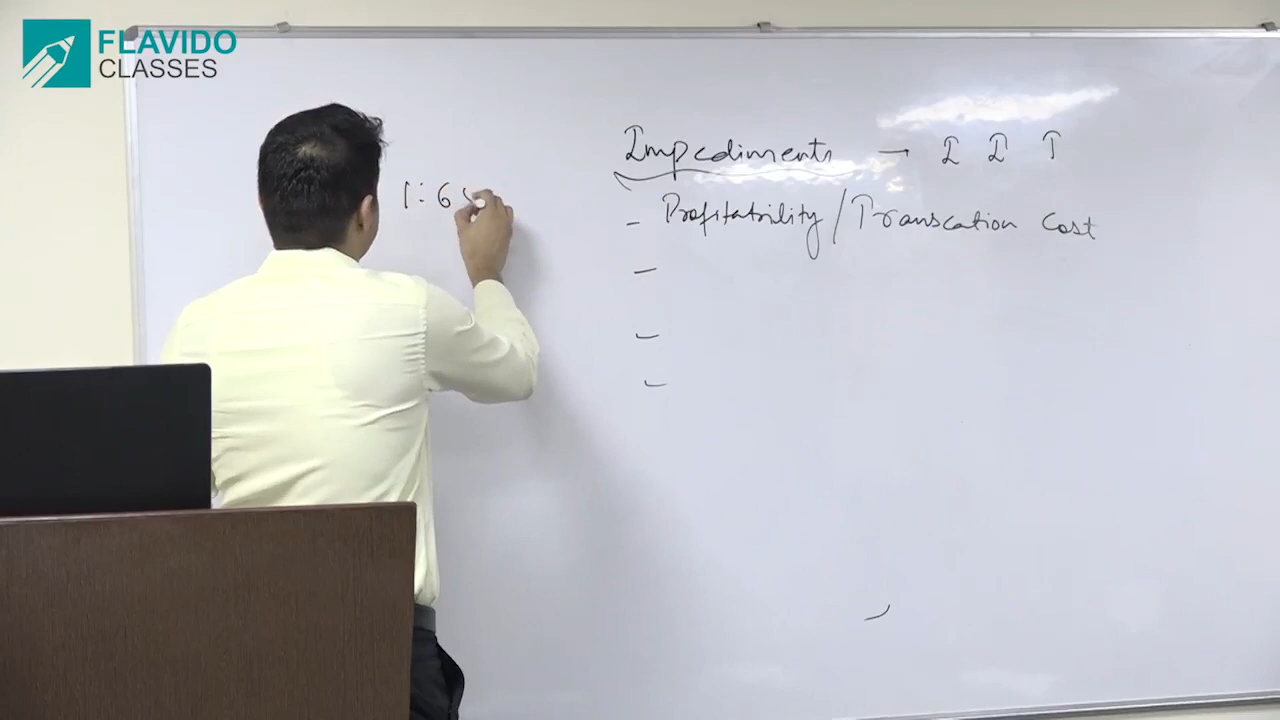 FLAVIDO
CLASSES
1:6
Impediments → I I T
- Profitability / Transcation Cost
-
-
-